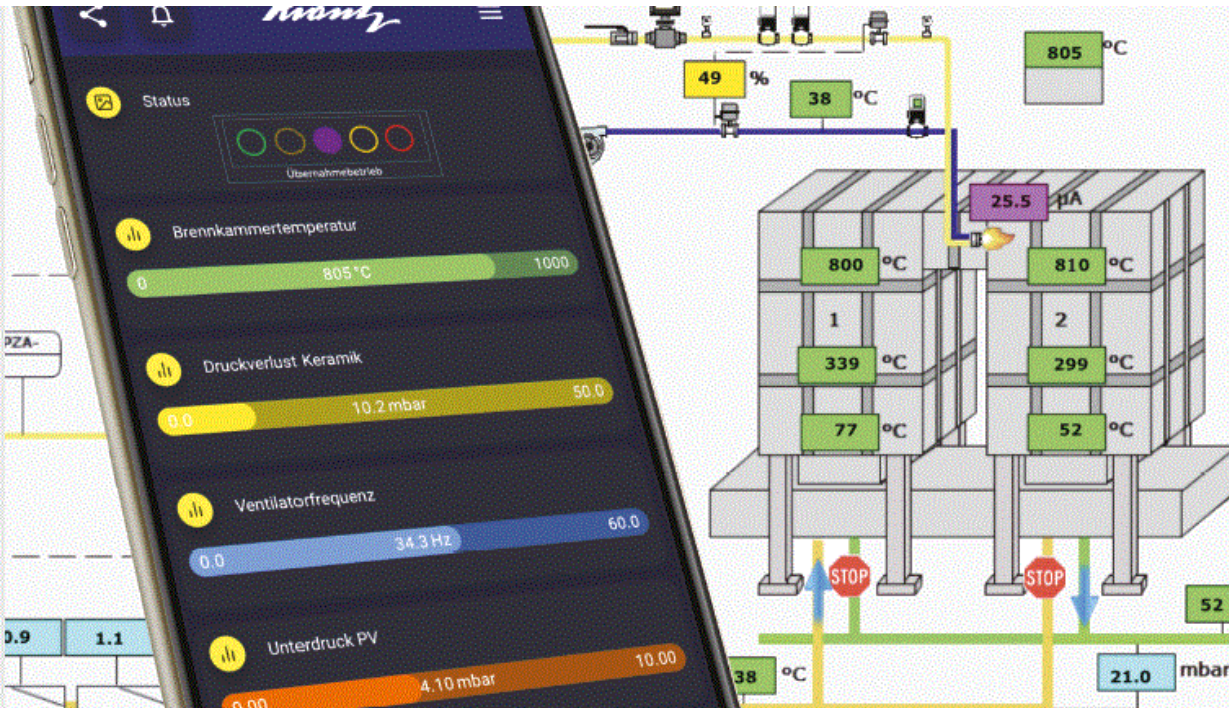 Krantz
Status
Übernahmebetrieb
Brennkammertemperatur
0 805 °C 1000
Druckverlust Keramik
0.0 10.2 mbar 50.0
Ventilatorfrequenz
0.0 34.3 Hz 60.0
Unterdruck PV
0.00 4.10 mbar 10.00
PZA-
0.9 1.1
49 %
38 °C
805 °C
25.5 µA
800 °C
810 °C
1
2
339 °C
299 °C
77 °C
52 °C
STOP
STOP
52
38 °C
21.0 mbar